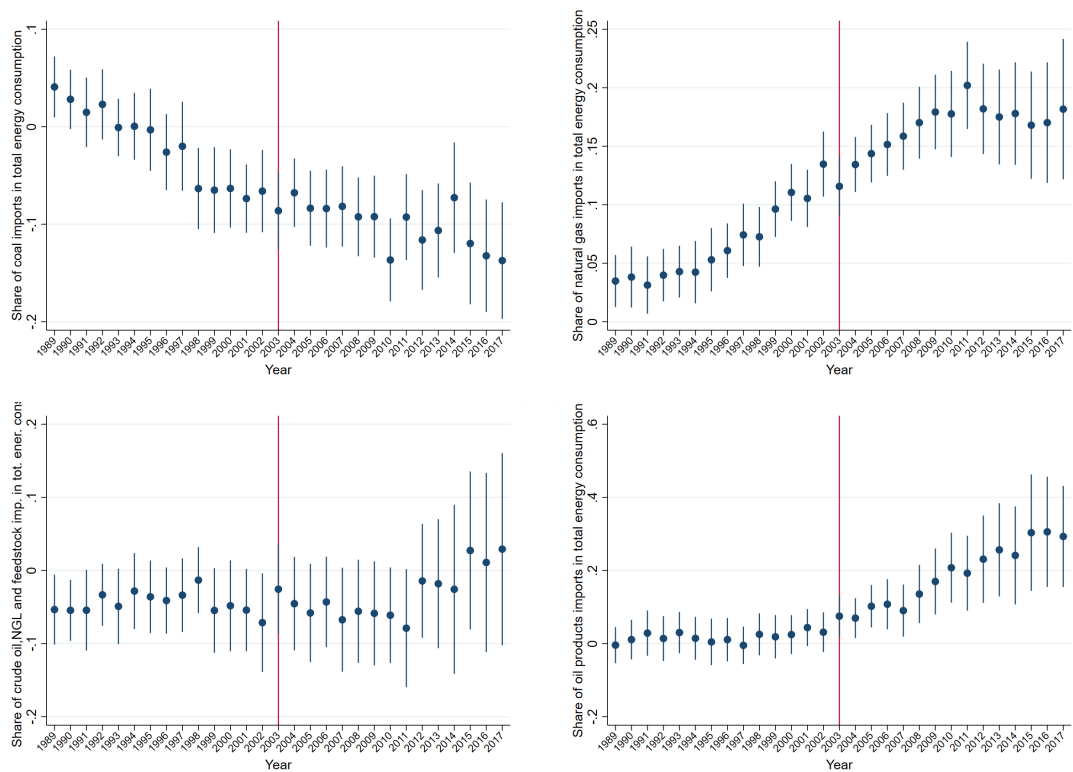 Share of coal imports in total energy consumption
.1
0
-.1
-.2
1989 1990 1991 1992 1993 1994 1995 1996 1997 1998 1999 2000 2001 2002 2003 2004 2005 2006 2007 2008 2009 2010 2011 2012 2013 2014 2015 2016 2017
Year
Share of natural gas imports in total energy consumption
.25
.2
.15
.1
.05
0
1989 1990 1991 1992 1993 1994 1995 1996 1997 1998 1999 2000 2001 2002 2003 2004 2005 2006 2007 2008 2009 2010 2011 2012 2013 2014 2015 2016 2017
Year
Share of crude oil, NGL and feedstock imp. in tot. ener. cons
.2
.1
0
-.1
-.2
1989 1990 1991 1992 1993 1994 1995 1996 1997 1998 1999 2000 2001 2002 2003 2004 2005 2006 2007 2008 2009 2010 2011 2012 2013 2014 2015 2016 2017
Year
Share of oil products imports in total energy consumption
.6
.4
.2
0
-.2
1989 1990 1991 1992 1993 1994 1995 1996 1997 1998 1999 2000 2001 2002 2003 2004 2005 2006 2007 2008 2009 2010 2011 2012 2013 2014 2015 2016 2017
Year